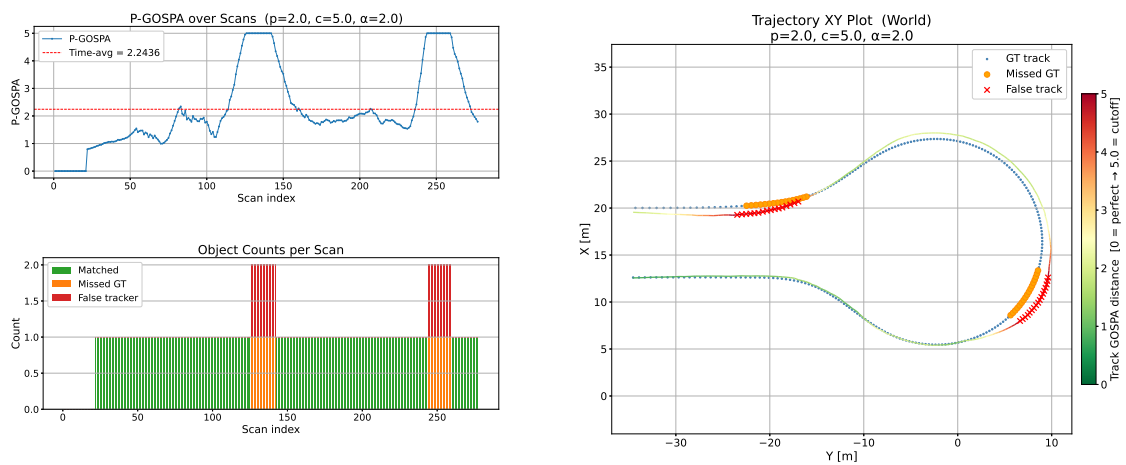 P-GOSPA over Scans  (p=2.0, c=5.0, α=2.0)
P-GOSPA
Time-avg = 2.2436
P-GOSPA
5
4
3
2
1
0
0
50
100
150
200
250
Scan index
Object Counts per Scan
Matched
Missed GT
False tracker
Count
2.0
1.5
1.0
0.5
0.0
0
50
100
150
200
250
Scan index
Trajectory XY Plot  (World)
p=2.0, c=5.0, α=2.0
GT track
Missed GT
False track
X [m]
35
30
25
20
15
10
5
0
−30
−20
−10
0
10
Y [m]
5
4
3
2
1
0
Track GOSPA distance  [0 = perfect → 5.0 = cutoff]